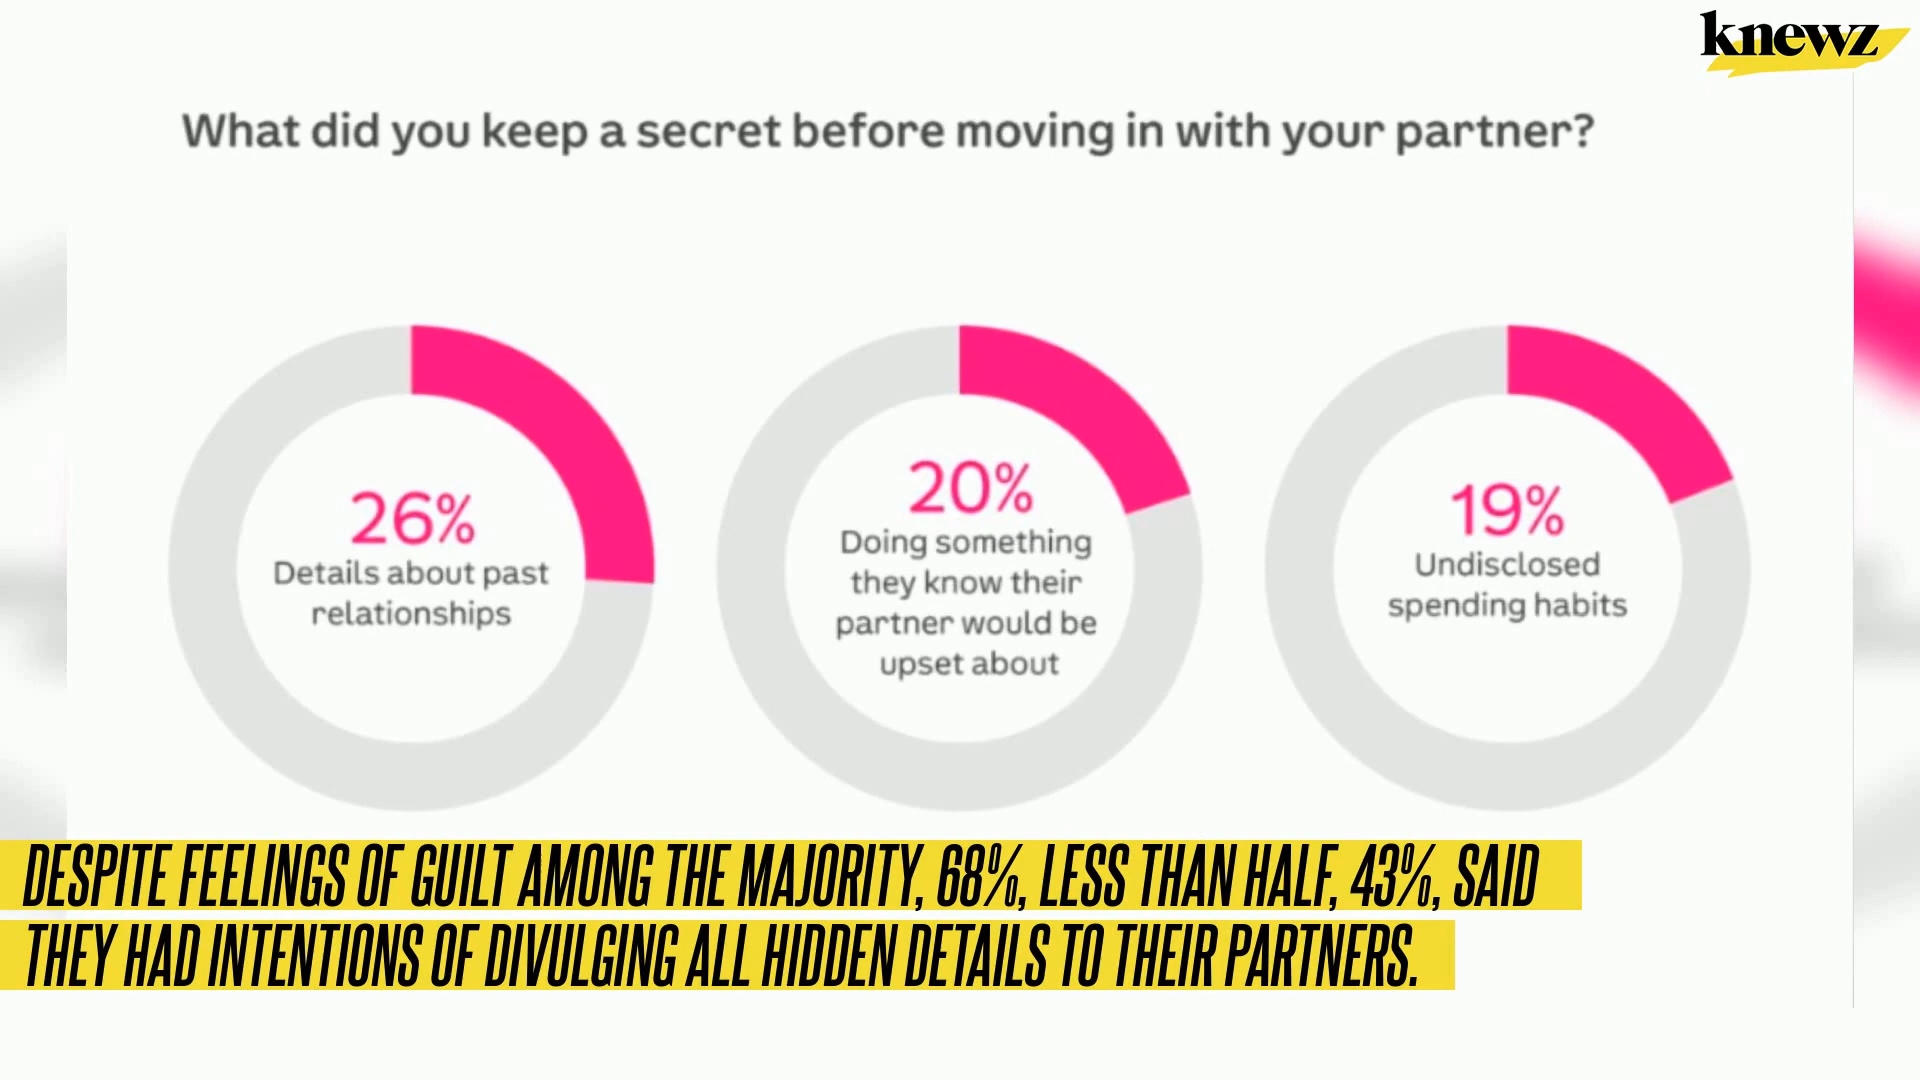 knewz
What did you keep a secret before moving in with your partner?
26%
Details about past
relationships
20%
Doing something
they know their
partner would be
upset about
19%
Undisclosed
spending habits
DESPITE FEELINGS OF GUILT AMONG THE MAJORITY, 68%, LESS THAN HALF, 43%, SAID
THEY HAD INTENTIONS OF DIVULGING ALL HIDDEN DETAILS TO THEIR PARTNERS.